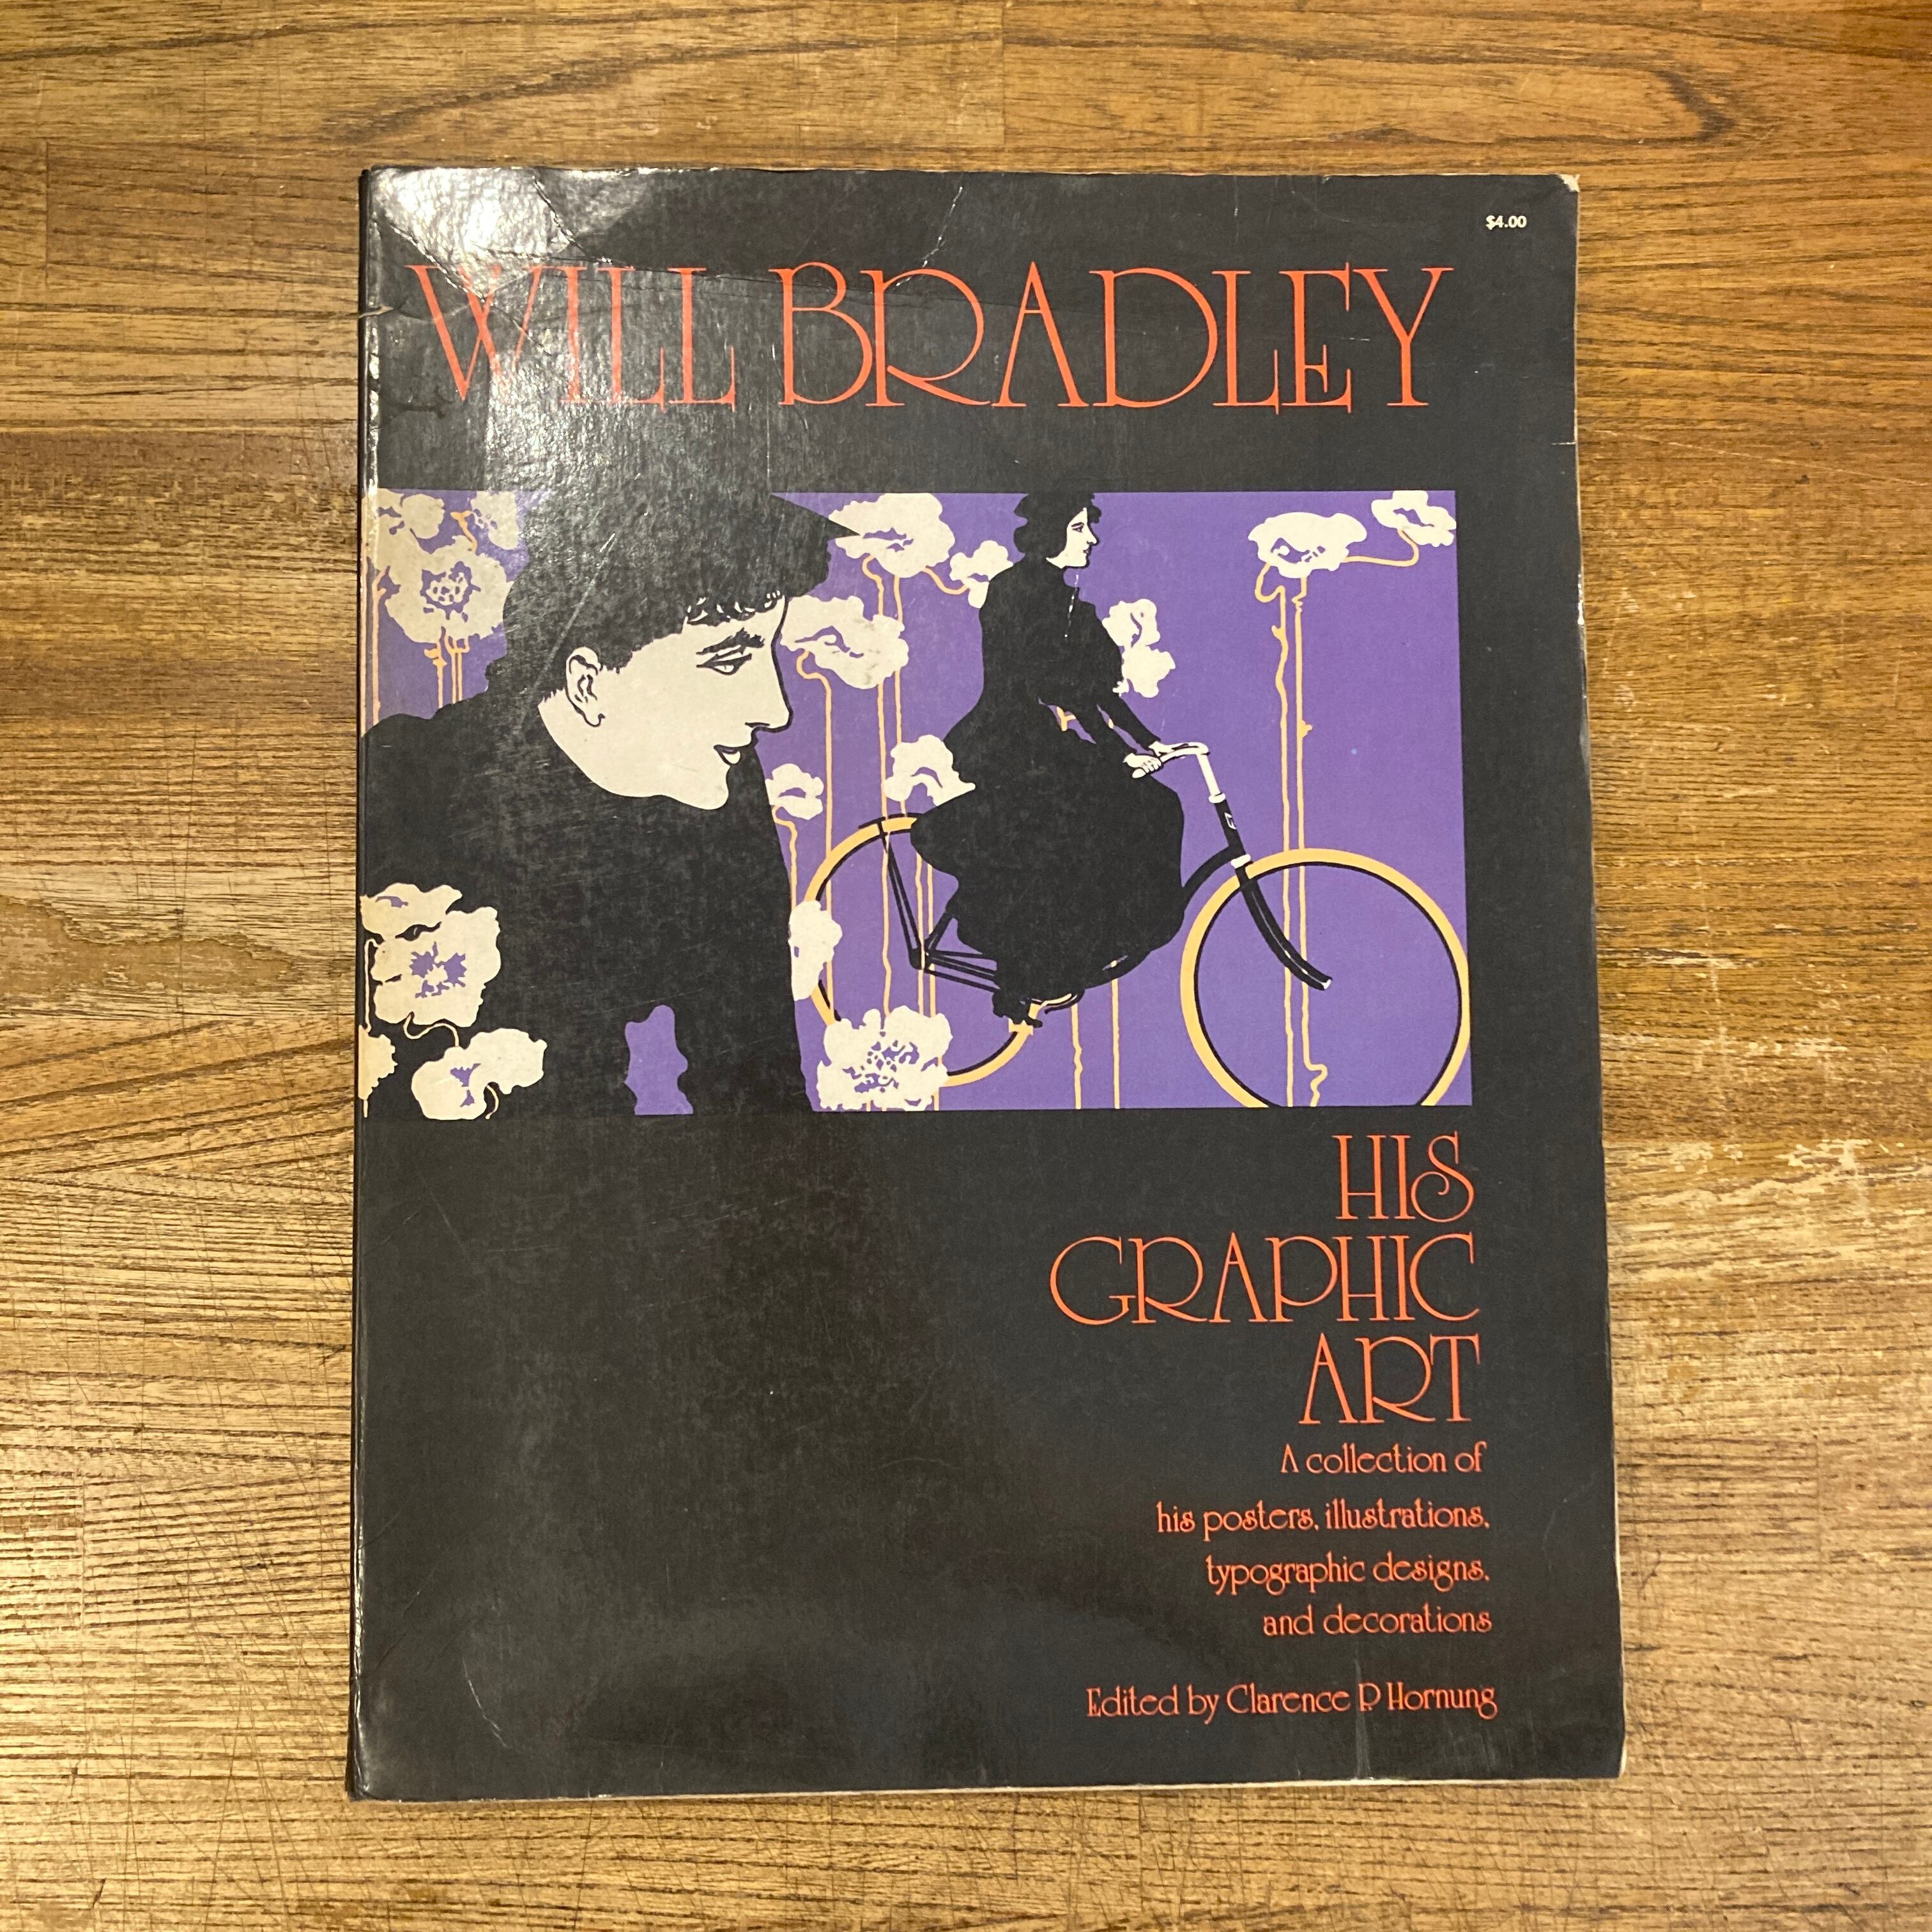 $4.00
WILL BRADLEY
HIS
GRAPHIC
ART
A collection of
his posters, illustrations,
typographic designs,
and decorations
Edited by Clarence P. Hornung